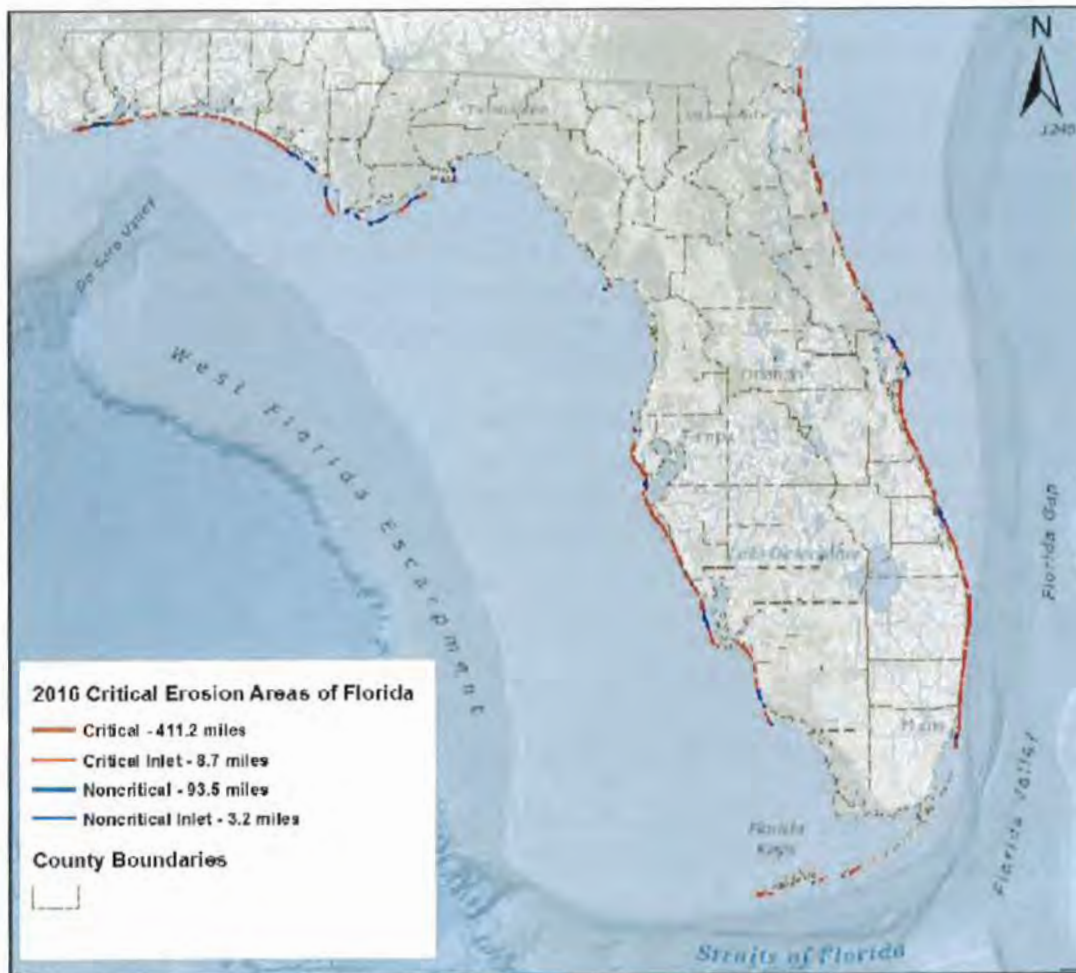 N
De Soto Valley
West Florida Escarpment
Orlando
Tampa
Lake Okeechobee
Miami
Florida Gap
Florida Valley
Florida
Keys
Straits of Florida
2016 Critical Erosion Areas of Florida
Critical - 411.2 miles
Critical Inlet - 8.7 miles
Noncritical - 93.5 miles
Noncritical Inlet - 3.2 miles
County Boundaries